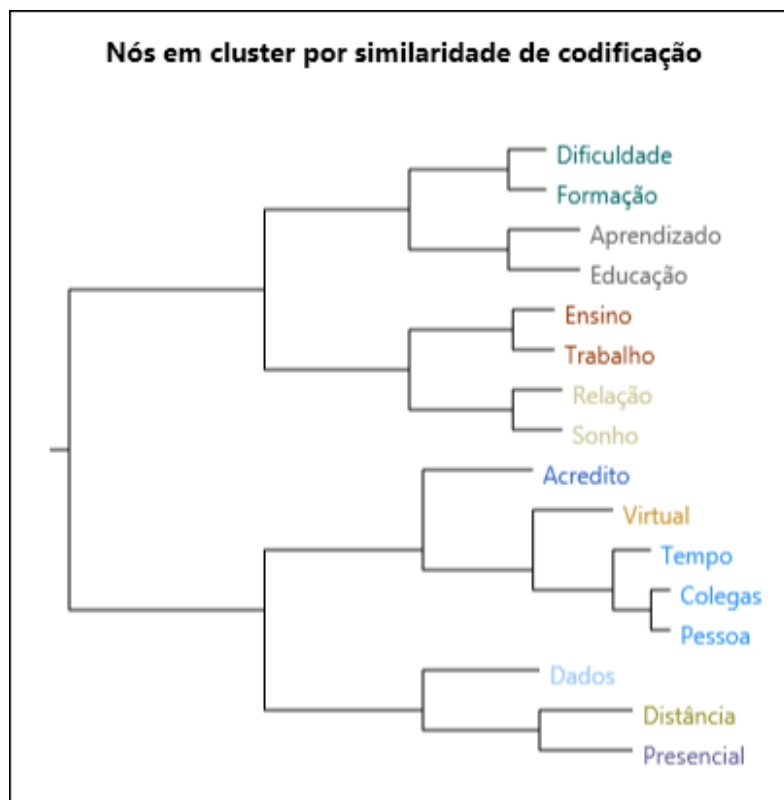 Nós em cluster por similaridade de codificação
Dificuldade
Formação
Aprendizado
Educação
Ensino
Trabalho
Relação
Sonho
Acredito
Virtual
Tempo
Colegas
Pessoa
Dados
Distância
Presencial